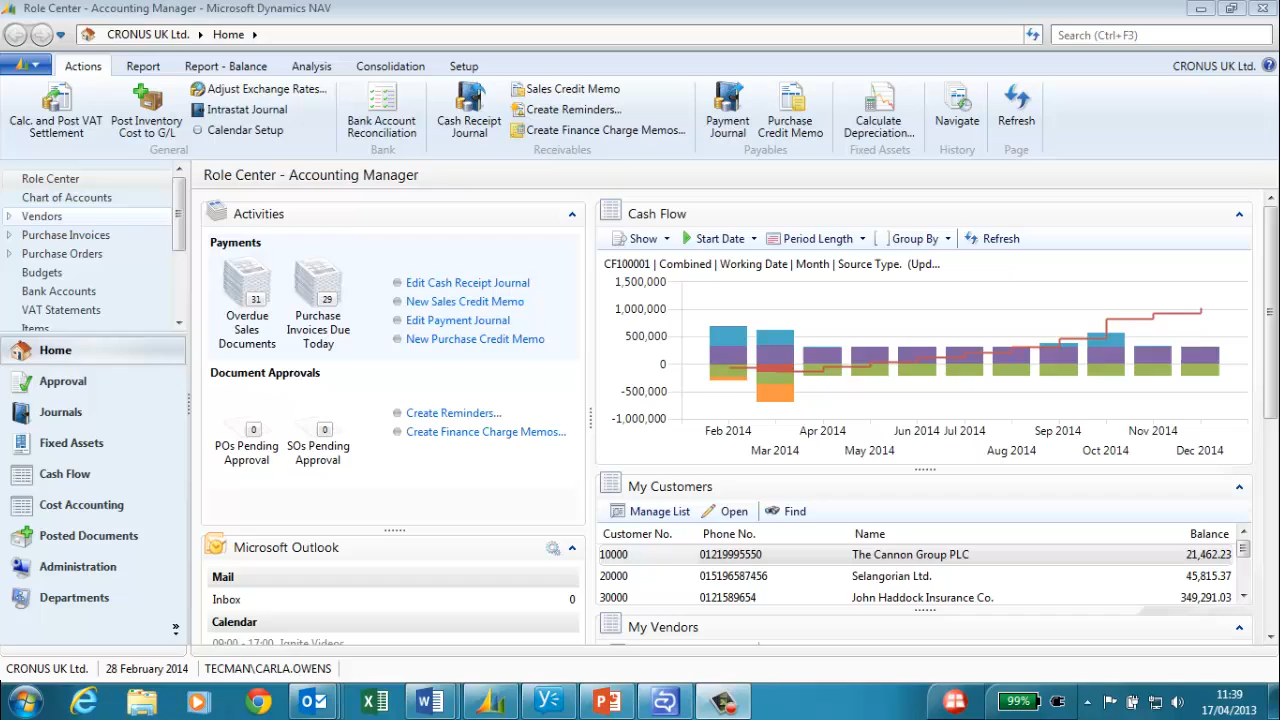 Role Center - Accounting Manager - Microsoft Dynamics NAV
CRONUS UK Ltd. Home
Search (Ctrl+F3)
Actions Report Report - Balance Analysis Consolidation Setup
CRONUS UK Ltd.
Calc. and Post VAT Settlement
Post Inventory Cost to G/L
Adjust Exchange Rates...
Intrastat Journal
Calendar Setup
General
Bank Account Reconciliation
Bank
Cash Receipt Journal
Sales Credit Memo
Create Reminders...
Create Finance Charge Memos...
Receivables
Payment Journal
Purchase Credit Memo
Payables
Calculate Depreciation...
Fixed Assets
Navigate
History
Refresh
Page
Role Center
Chart of Accounts
Vendors
Purchase Invoices
Purchase Orders
Budgets
Bank Accounts
VAT Statements
Items
Home
Approval
Journals
Fixed Assets
Cash Flow
Cost Accounting
Posted Documents
Administration
Departments
Role Center - Accounting Manager
Activities
Payments
31
Overdue Sales Documents
29
Purchase Invoices Due Today
Edit Cash Receipt Journal
New Sales Credit Memo
Edit Payment Journal
New Purchase Credit Memo
Document Approvals
0
POs Pending Approval
0
SOs Pending Approval
Create Reminders...
Create Finance Charge Memos...
Microsoft Outlook
Mail
Inbox 0
Calendar
09:00 - 17:00 Ignite Videos
Cash Flow
Show Start Date Period Length Group By Refresh
CF100001 | Combined | Working Date | Month | Source Type. (Upd...
1,500,000
1,000,000
500,000
0
-500,000
-1,000,000
Feb 2014 Apr 2014 Jun 2014 Jul 2014 Sep 2014 Nov 2014
Mar 2014 May 2014 Aug 2014 Oct 2014 Dec 2014
My Customers
Manage List Open Find
Customer No. Phone No. Name Balance
10000 01219995550 The Cannon Group PLC 21,462.23
20000 015196587456 Selangorian Ltd. 45,815.37
30000 0121589654 John Haddock Insurance Co. 349,291.03
My Vendors
CRONUS UK Ltd. 28 February 2014 TECMAN\CARLA.OWENS
99%
11:39
17/04/2013